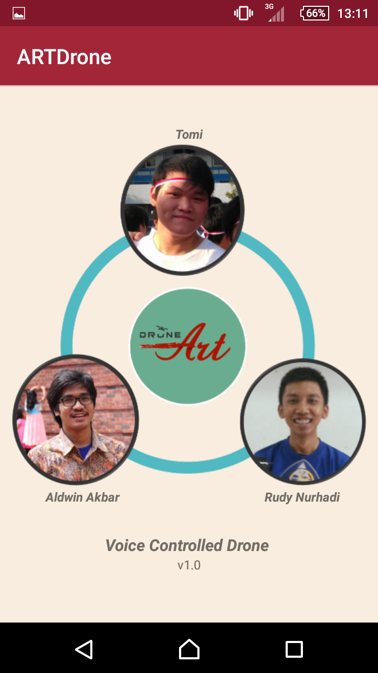 3G
66%
13:11
ARTDrone
Tomi
DRONE
Art
Aldwin Akbar
Rudy Nurhadi
Voice Controlled Drone
v1.0